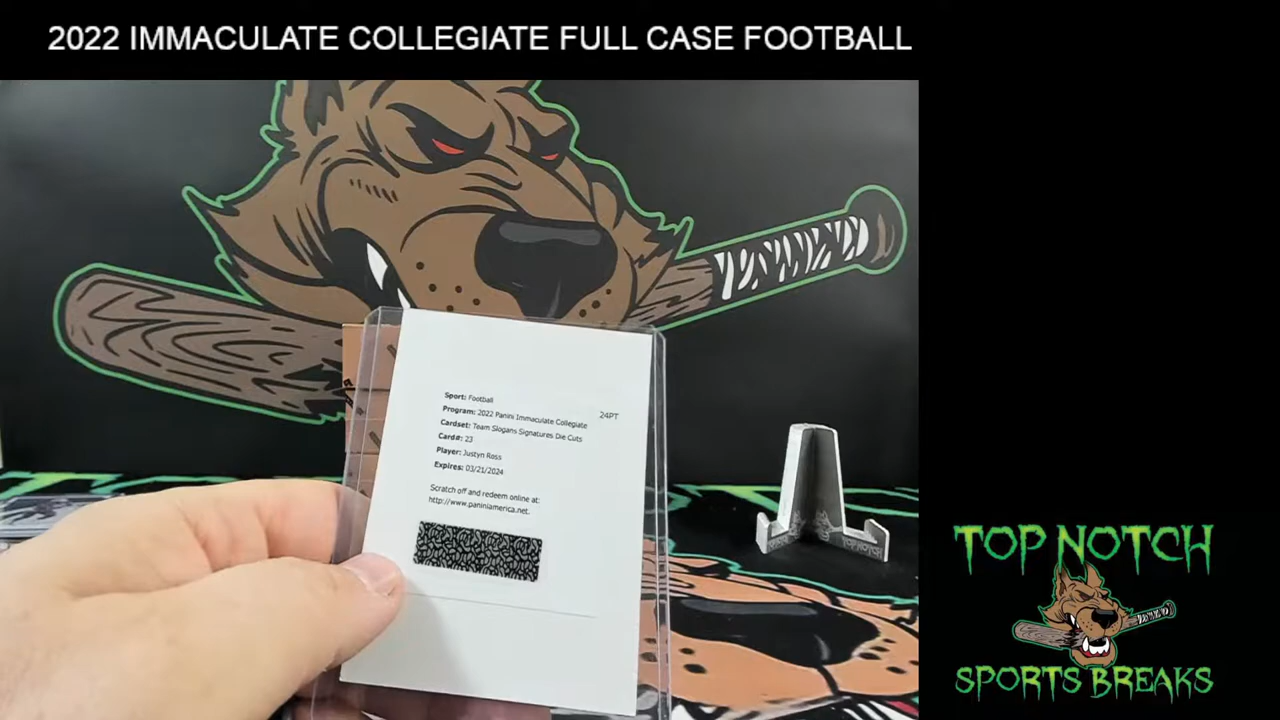 2022 IMMACULATE COLLEGIATE FULL CASE FOOTBALL
Sport: Football
24PT
Program: 2022 Panini Immaculate Collegiate
Cardset: Team Slogans Signatures Die Cuts
Card#: 23
Player: Justyn Ross
Expires: 03/21/2024
Scratch off and redeem online at:
http://www.paniniamerica.net.
TOP NOTCH
TOP NOTCH
SPORTS BREAKS